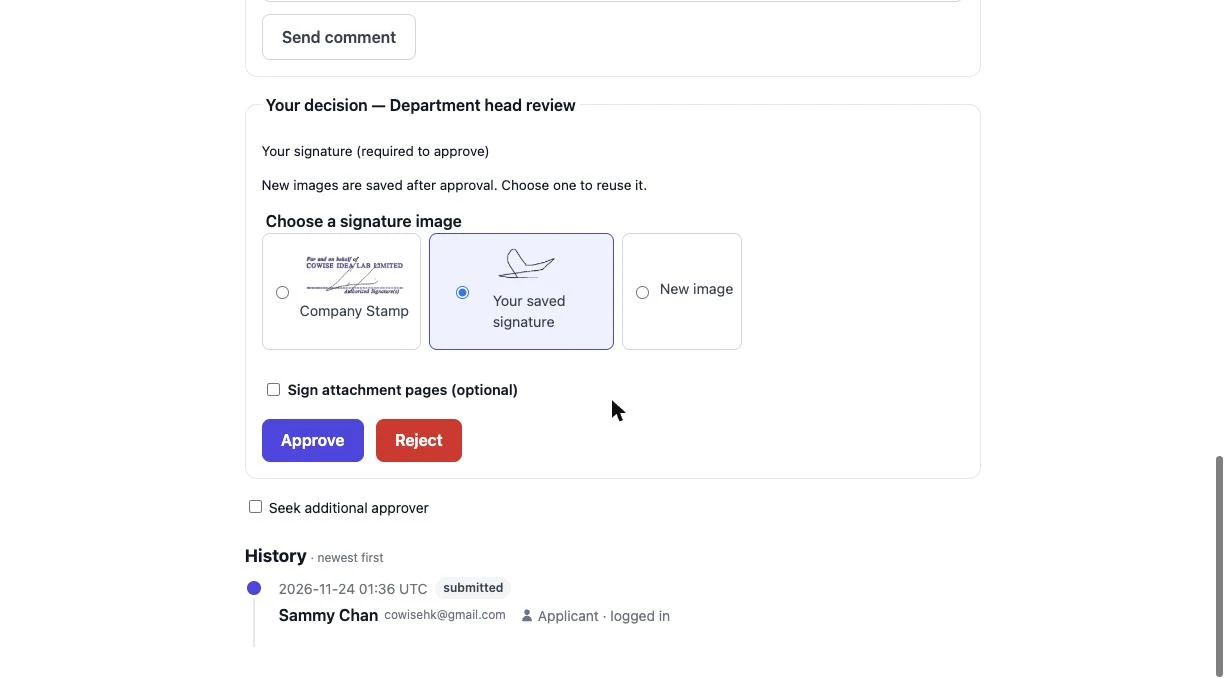 Send comment
Your decision — Department head review
Your signature (required to approve)
New images are saved after approval. Choose one to reuse it.
Choose a signature image
For and on behalf of
COWISE IDEA LAB LIMITED
Authorized Signature(s)
Company Stamp
Your saved
signature
New image
Sign attachment pages (optional)
Approve
Reject
Seek additional approver
History · newest first
2026-11-24 01:36 UTC submitted
Sammy Chan cowisehk@gmail.com Applicant · logged in